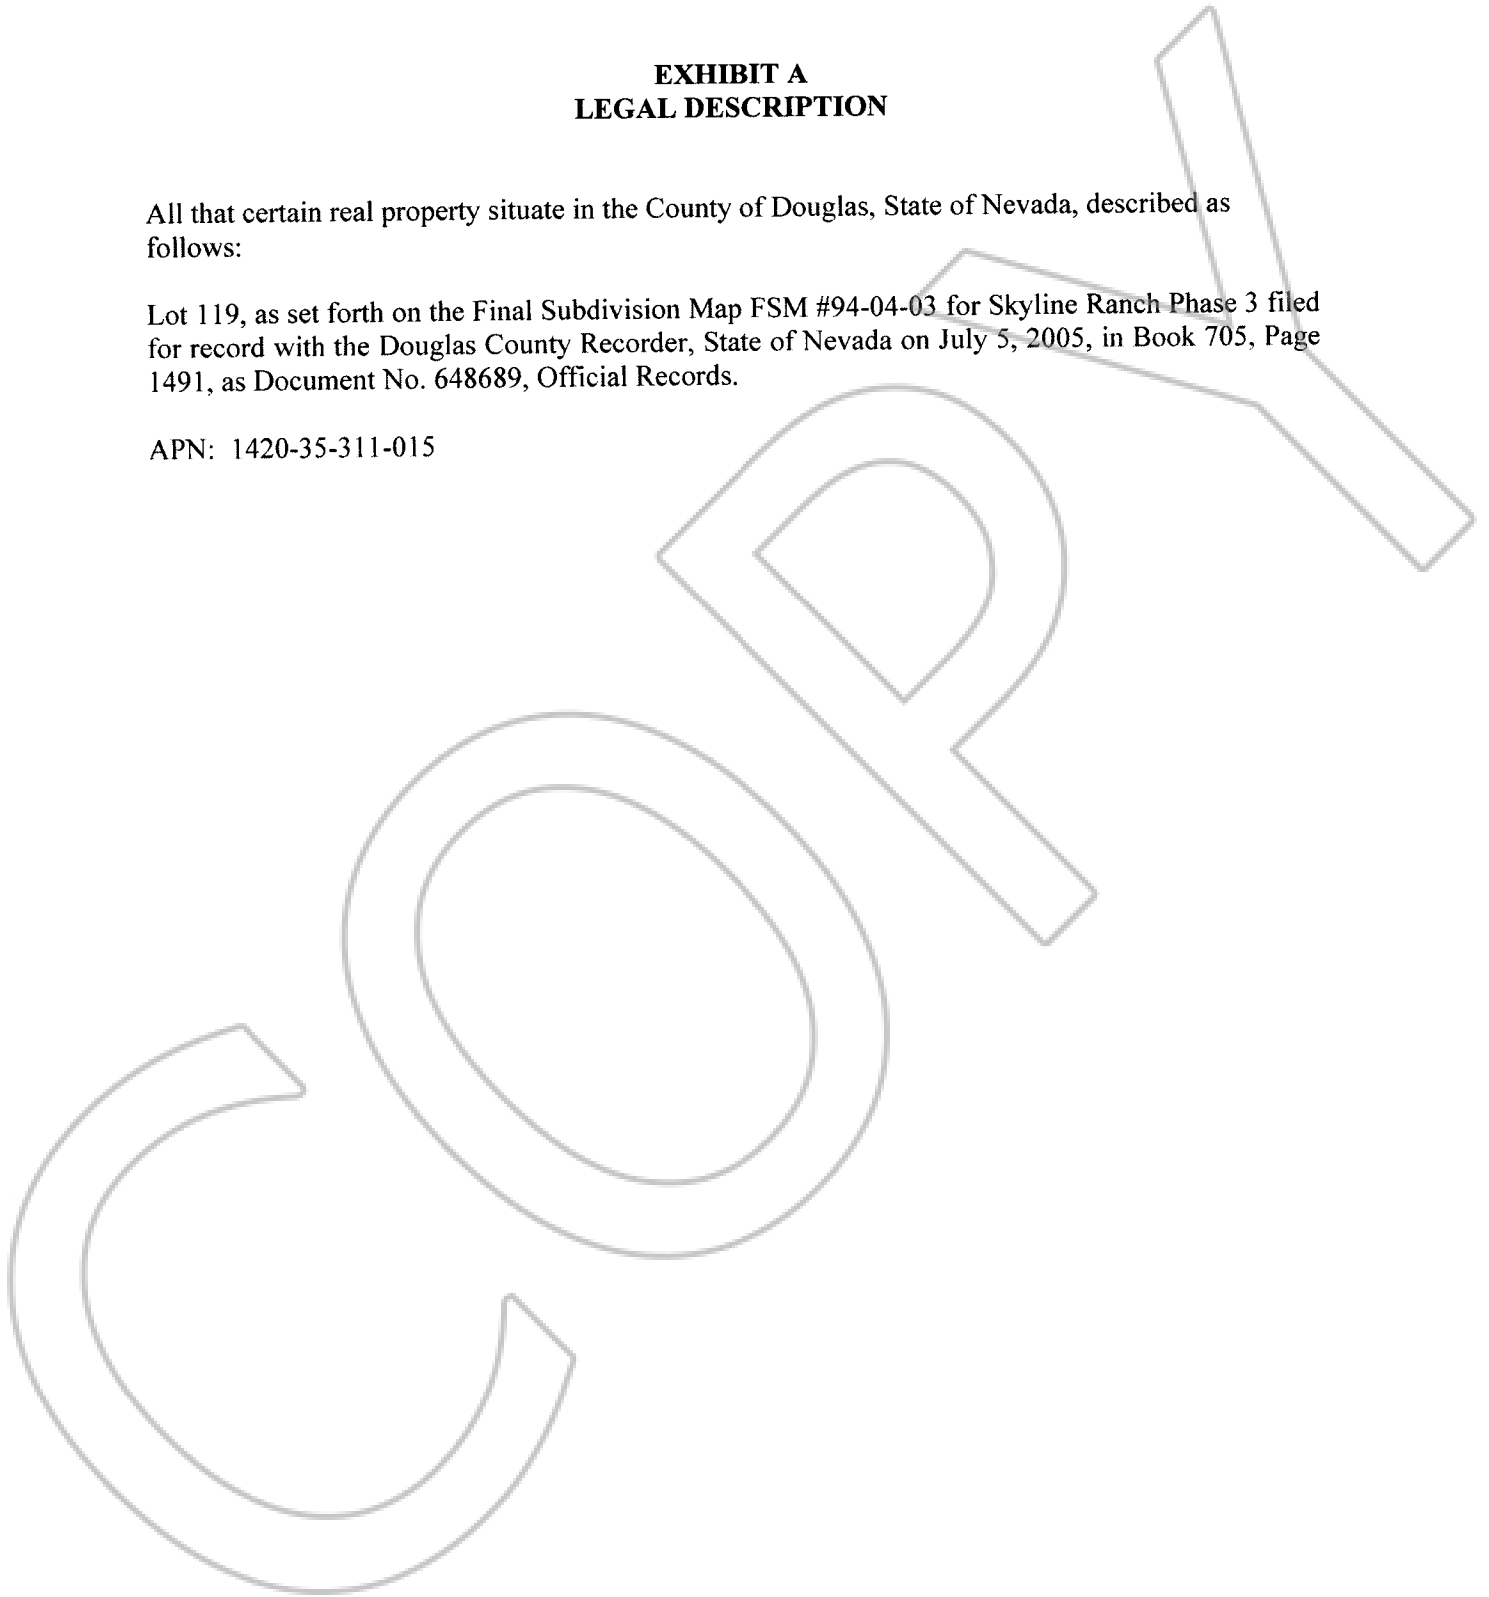 EXHIBIT A
LEGAL DESCRIPTION
All that certain real property situate in the County of Douglas, State of Nevada, described as
follows:
Lot 119, as set forth on the Final Subdivision Map FSM #94-04-03 for Skyline Ranch Phase 3 filed
for record with the Douglas County Recorder, State of Nevada on July 5, 2005, in Book 705, Page
1491, as Document No. 648689, Official Records.
APN: 1420-35-311-015
COPY